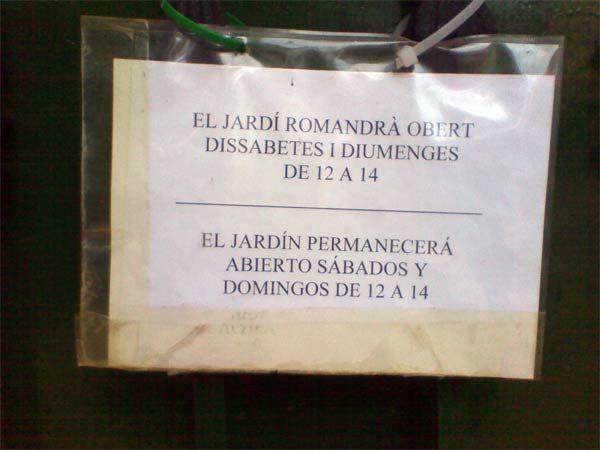 EL JARDÍ ROMANDRÀ OBERT
DISSABETES I DIUMENGES
DE 12 A 14
EL JARDÍN PERMANECERÁ
ABIERTO SÁBADOS Y
DOMINGOS DE 12 A 14